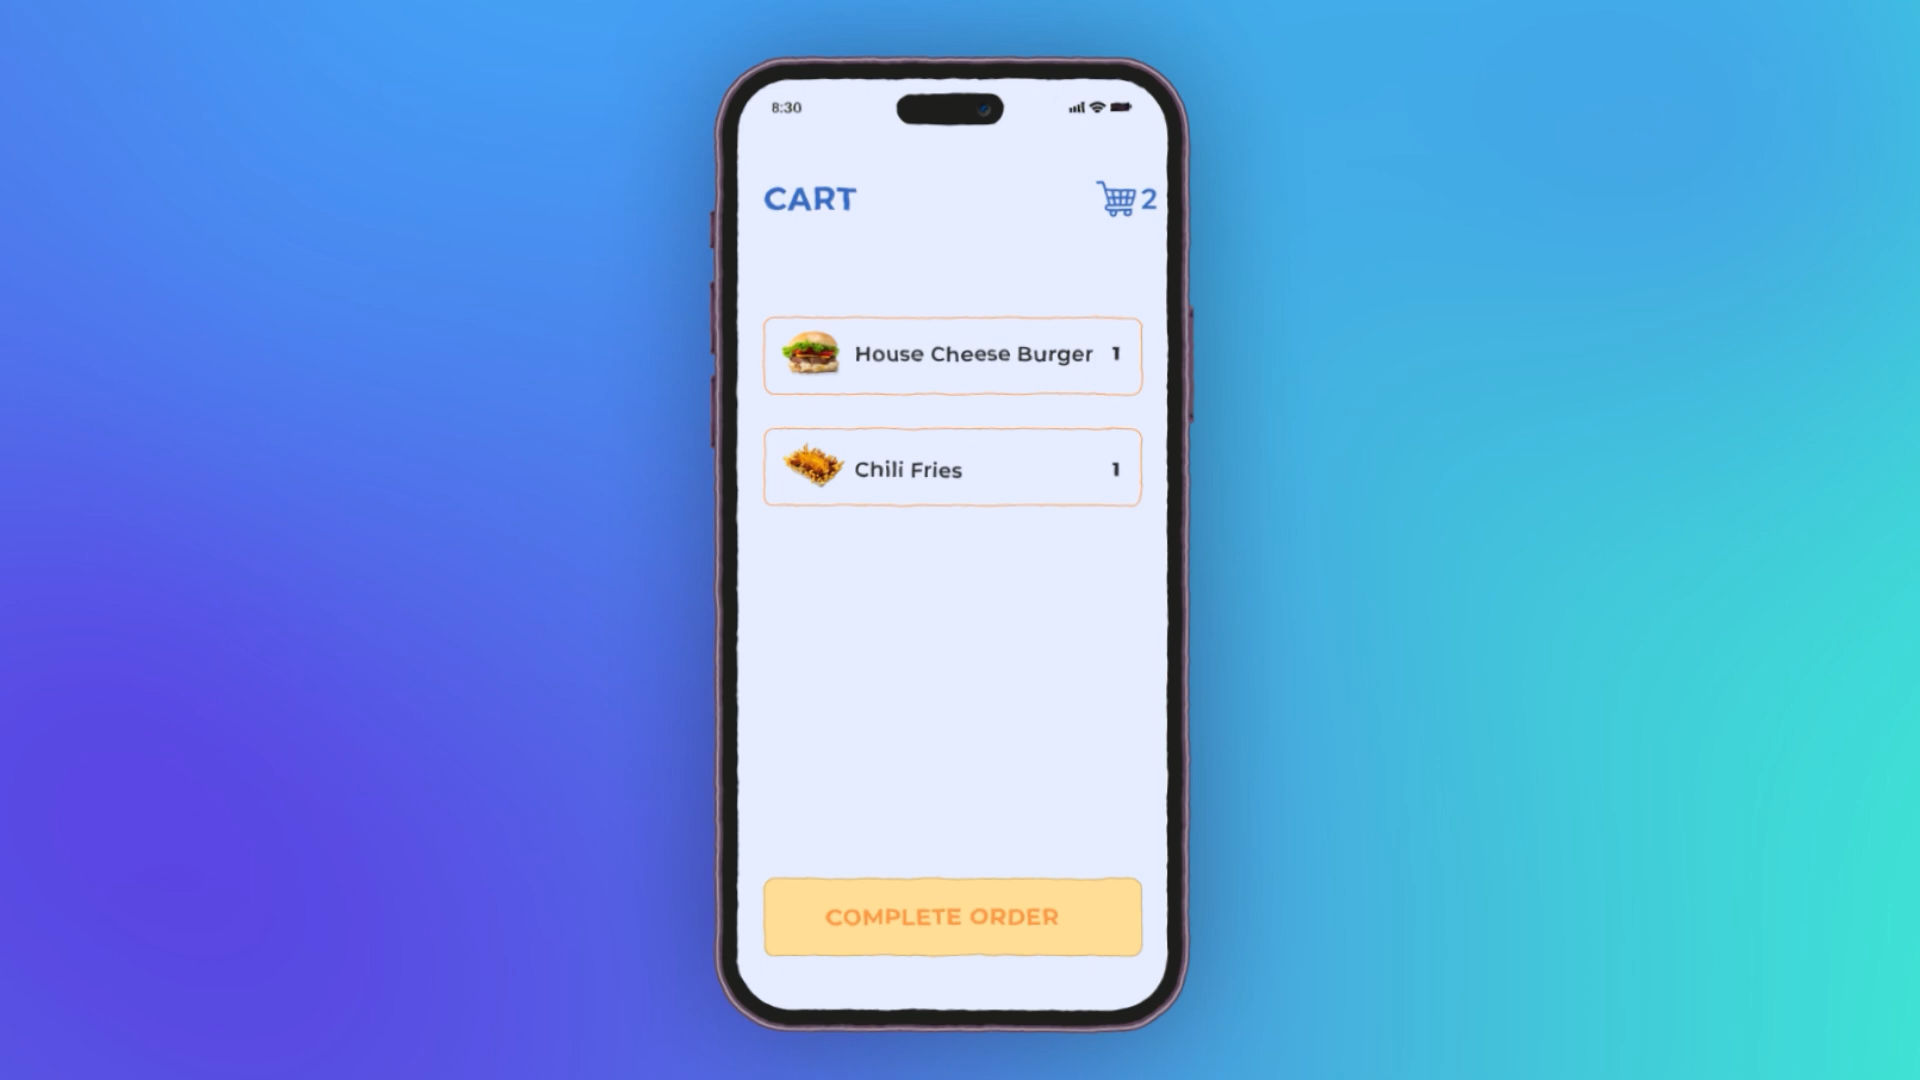 8:30
CART 2
House Cheese Burger 1
Chili Fries 1
COMPLETE ORDER